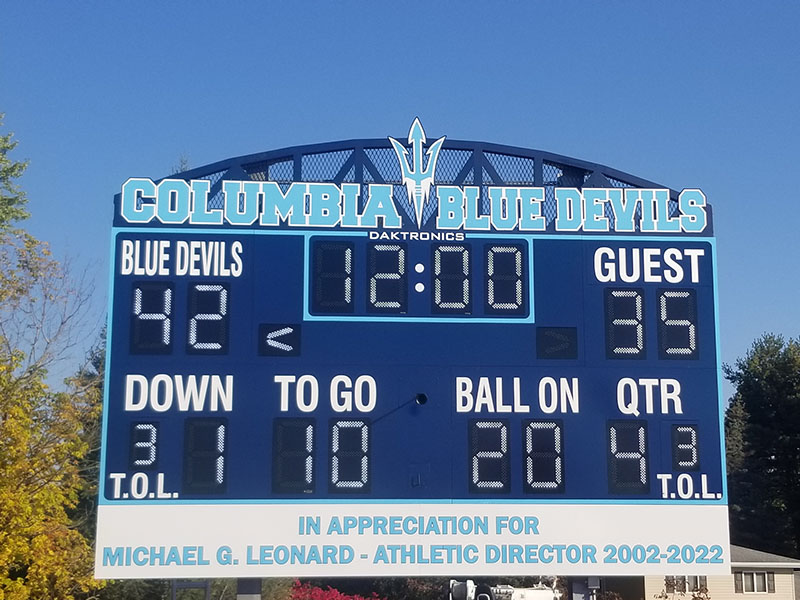 COLUMBIA BLUE DEVILS
DAKTRONICS
BLUE DEVILS 12:00 GUEST
42 < > 35
DOWN TO GO BALL ON QTR
3 1 10 20 4 3
T.O.L. T.O.L.
IN APPRECIATION FOR
MICHAEL G. LEONARD - ATHLETIC DIRECTOR 2002-2022